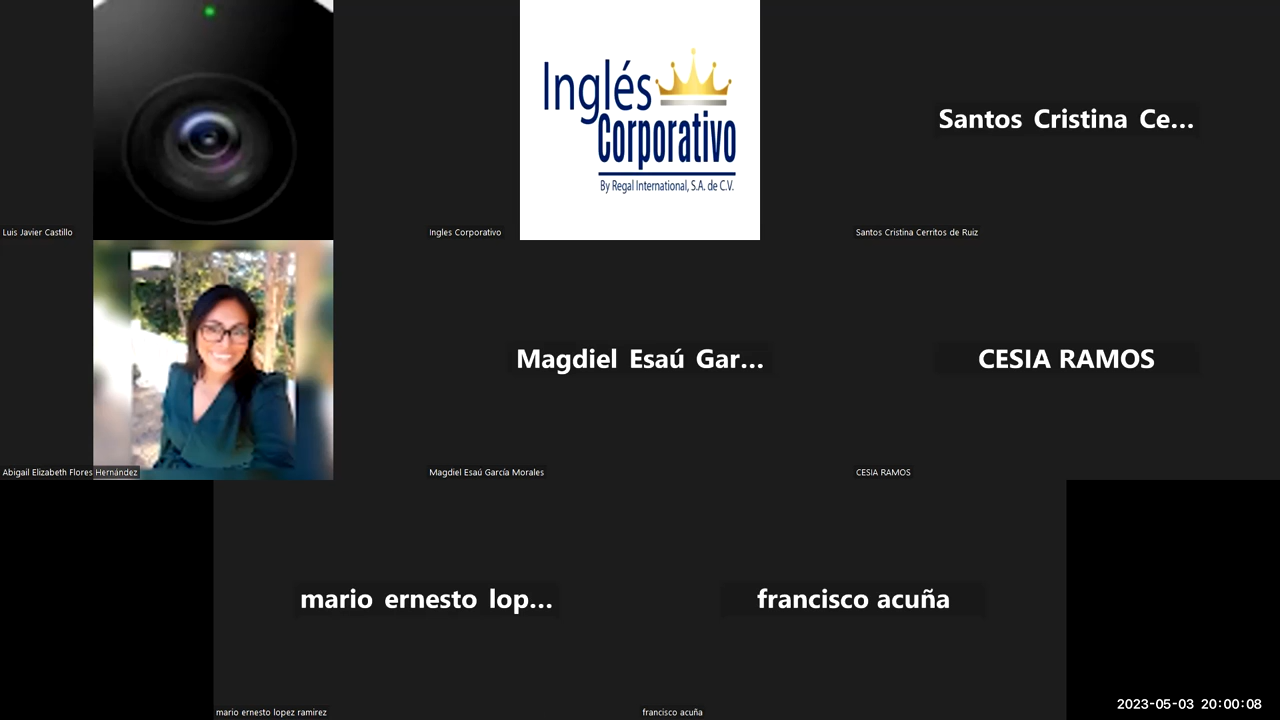 Inglés
Corporativo
By Regal International, S.A. de C.V.
Santos Cristina Ce...
Luis Javier Castillo
Ingles Corporativo
Santos Cristina Cerritos de Ruiz
Magdiel Esaú Gar...
CESIA RAMOS
Abigail Elizabeth Flores Hernández
Magdiel Esaú García Morales
CESIA RAMOS
mario ernesto lop...
francisco acuña
mario ernesto lopez ramirez
francisco acuña
2023-05-03 20:00:08